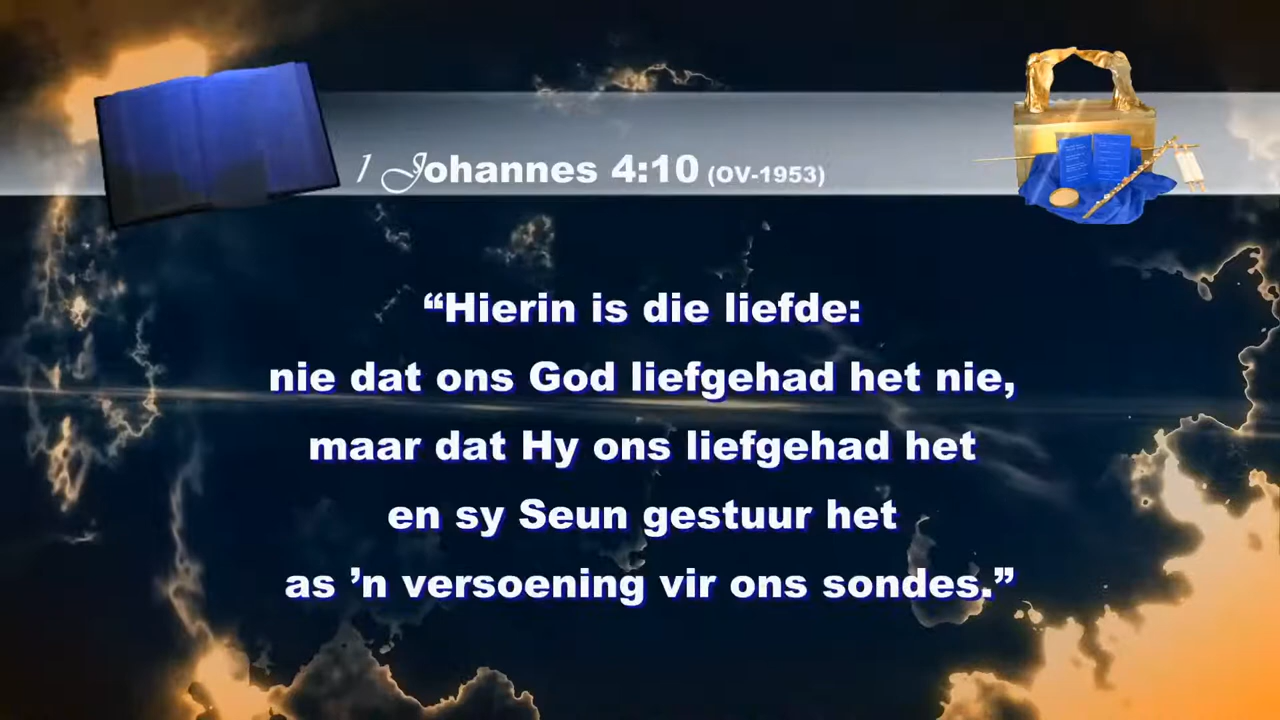 1 Johannes 4:10 (OV-1953)
“Hierin is die liefde:
nie dat ons God liefgehad het nie,
maar dat Hy ons liefgehad het
en sy Seun gestuur het
as ’n versoening vir ons sondes.”